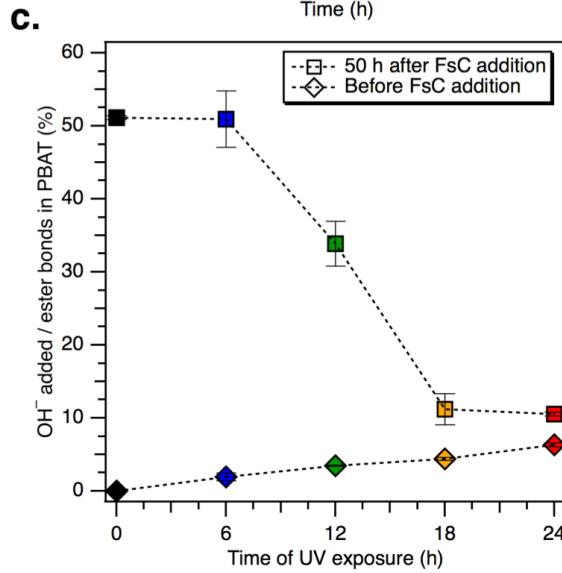 Time (h)
c.
50 h after FsC addition
Before FsC addition
OH⁻ added / ester bonds in PBAT (%)
60
50
40
30
20
10
0
0 6 12 18 24
Time of UV exposure (h)